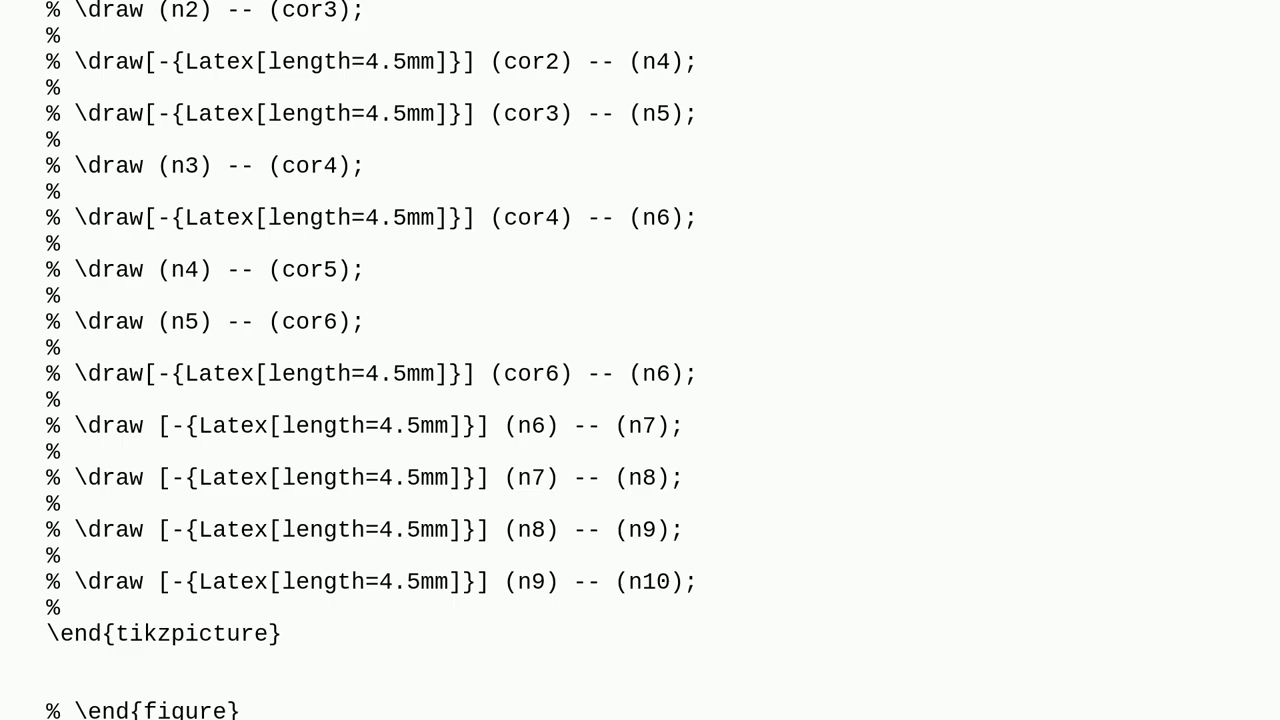 % \draw (n2) -- (cor3);
%
% \draw[-{Latex[length=4.5mm]}] (cor2) -- (n4);
%
% \draw[-{Latex[length=4.5mm]}] (cor3) -- (n5);
%
% \draw (n3) -- (cor4);
%
% \draw[-{Latex[length=4.5mm]}] (cor4) -- (n6);
%
% \draw (n4) -- (cor5);
%
% \draw (n5) -- (cor6);
%
% \draw[-{Latex[length=4.5mm]}] (cor6) -- (n6);
%
% \draw [-{Latex[length=4.5mm]}] (n6) -- (n7);
%
% \draw [-{Latex[length=4.5mm]}] (n7) -- (n8);
%
% \draw [-{Latex[length=4.5mm]}] (n8) -- (n9);
%
% \draw [-{Latex[length=4.5mm]}] (n9) -- (n10);
%
\end{tikzpicture}
% \end{figure}